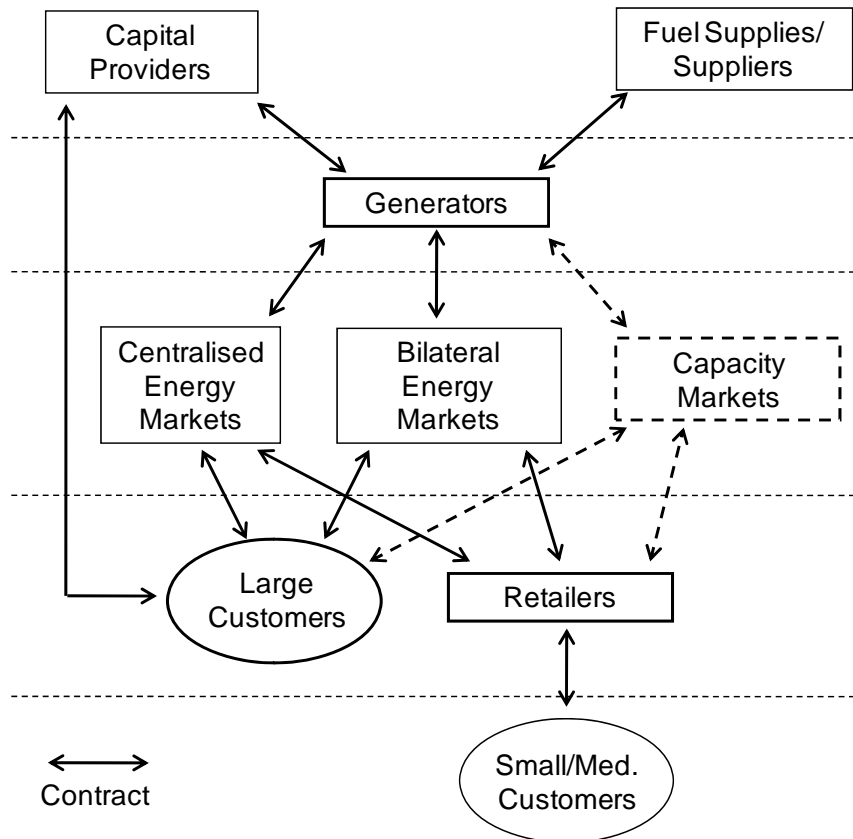 Capital
Providers
Fuel Supplies/
Suppliers
Generators
Centralised
Energy
Markets
Bilateral
Energy
Markets
Capacity
Markets
Large
Customers
Retailers
Small/Med.
Customers
Contract